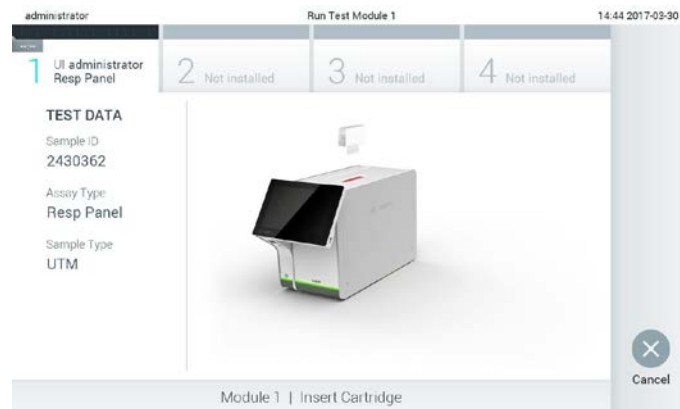 administrator
Run Test Module 1
14:44 2017-03-30
--:--
1 UI administrator
Resp Panel
2 Not installed
3 Not installed
4 Not installed
TEST DATA
Sample ID
2430362
Assay Type
Resp Panel
Sample Type
UTM
Cancel
Module 1 | Insert Cartridge